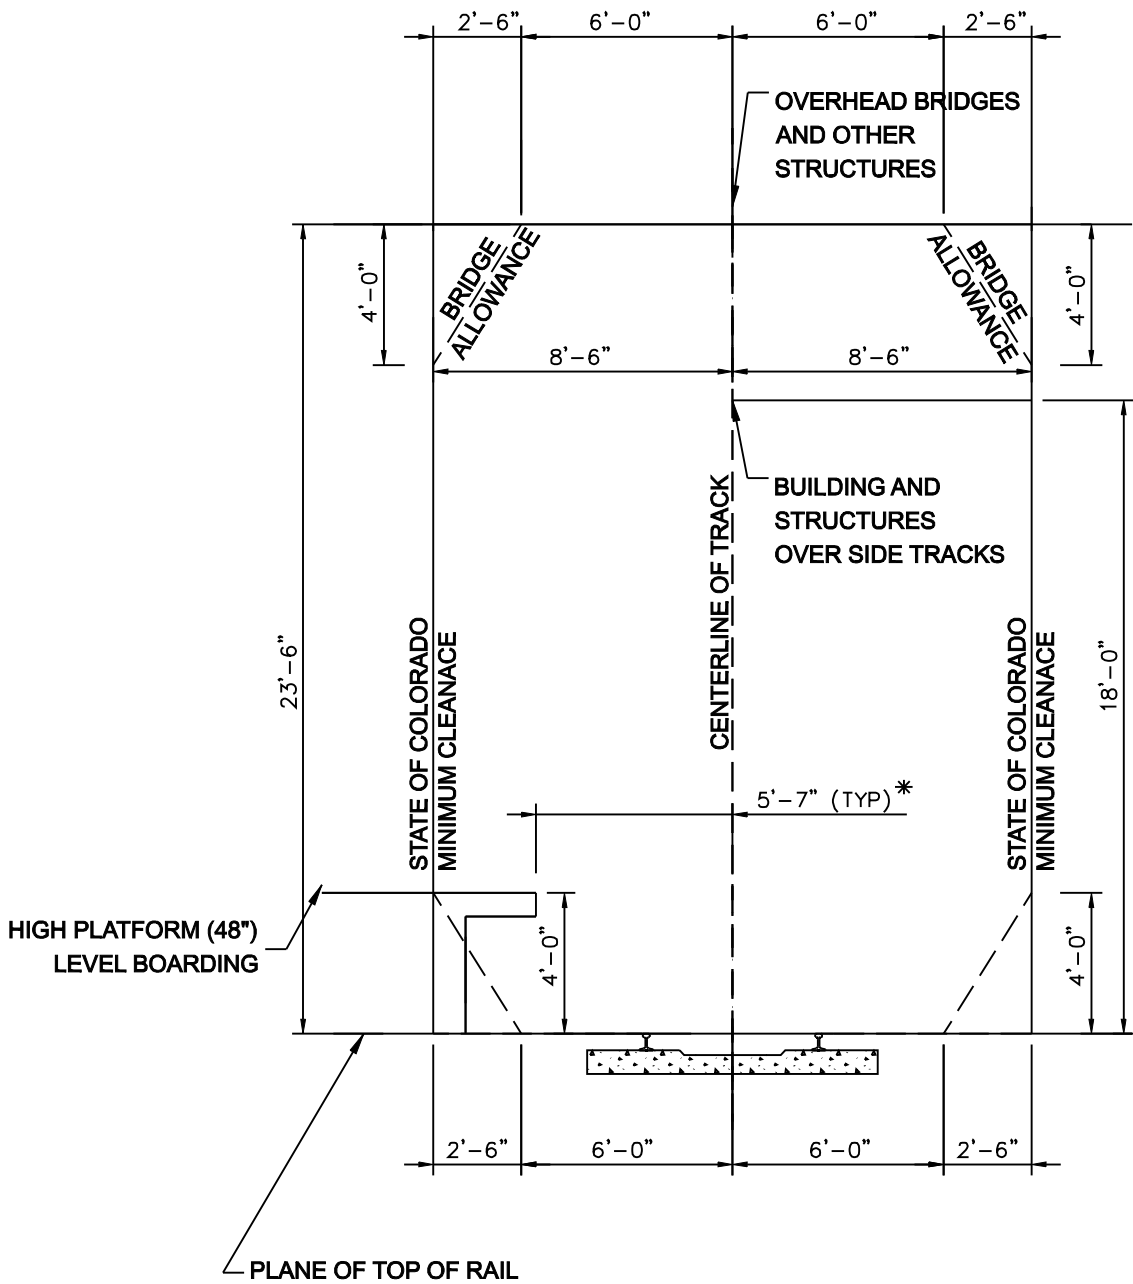 2'-6" 6'-0" 6'-0" 2'-6"
OVERHEAD BRIDGES
AND OTHER
STRUCTURES
4'-0"
BRIDGE
ALLOWANCE
BRIDGE
ALLOWANCE
4'-0"
8'-6" 8'-6"
BUILDING AND
STRUCTURES
OVER SIDE TRACKS
CENTERLINE OF TRACK
23'-6"
STATE OF COLORADO
MINIMUM CLEANACE
STATE OF COLORADO
MINIMUM CLEANACE
18'-0"
5'-7" (TYP)*
HIGH PLATFORM (48")
LEVEL BOARDING
4'-0"
4'-0"
2'-6" 6'-0" 6'-0" 2'-6"
PLANE OF TOP OF RAIL